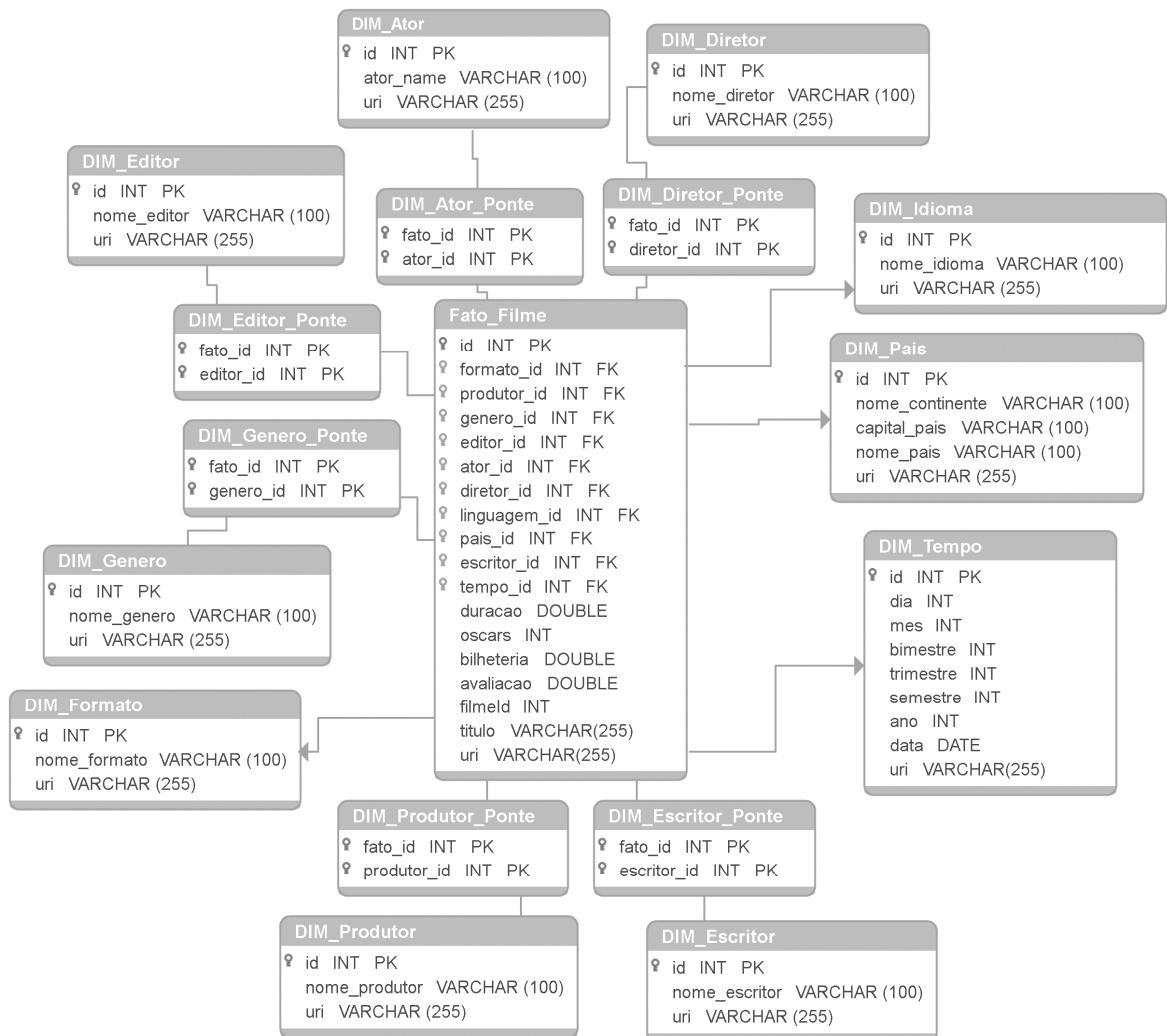 DIM_Ator
id INT PK
ator_name VARCHAR (100)
uri VARCHAR (255)
DIM_Diretor
id INT PK
nome_diretor VARCHAR (100)
uri VARCHAR (255)
DIM_Editor
id INT PK
nome_editor VARCHAR (100)
uri VARCHAR (255)
DIM_Ator_Ponte
fato_id INT PK
ator_id INT PK
DIM_Diretor_Ponte
fato_id INT PK
diretor_id INT PK
DIM_Idioma
id INT PK
nome_idioma VARCHAR (100)
uri VARCHAR (255)
DIM_Editor_Ponte
fato_id INT PK
editor_id INT PK
Fato_Filme
id INT PK
formato_id INT FK
produtor_id INT FK
genero_id INT FK
editor_id INT FK
ator_id INT FK
diretor_id INT FK
linguagem_id INT FK
pais_id INT FK
escritor_id INT FK
tempo_id INT FK
duracao DOUBLE
oscars INT
bilheteria DOUBLE
avaliacao DOUBLE
filmeId INT
titulo VARCHAR(255)
uri VARCHAR(255)
DIM_Pais
id INT PK
nome_continente VARCHAR (100)
capital_pais VARCHAR (100)
nome_pais VARCHAR (100)
uri VARCHAR (255)
DIM_Genero_Ponte
fato_id INT PK
genero_id INT PK
DIM_Genero
id INT PK
nome_genero VARCHAR (100)
uri VARCHAR (255)
DIM_Tempo
id INT PK
dia INT
mes INT
bimestre INT
trimestre INT
semestre INT
ano INT
data DATE
uri VARCHAR(255)
DIM_Formato
id INT PK
nome_formato VARCHAR (100)
uri VARCHAR (255)
DIM_Produtor_Ponte
fato_id INT PK
produtor_id INT PK
DIM_Escritor_Ponte
fato_id INT PK
escritor_id INT PK
DIM_Produtor
id INT PK
nome_produtor VARCHAR (100)
uri VARCHAR (255)
DIM_Escritor
id INT PK
nome_escritor VARCHAR (100)
uri VARCHAR (255)